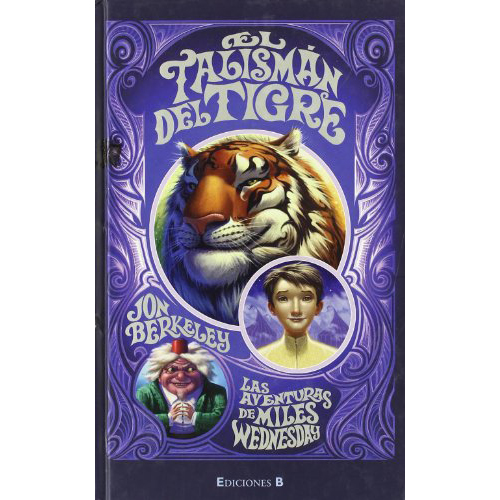 EL
TALISMÁN
DEL TIGRE
JON
BERKELEY
LAS
AVENTURAS
DE MILES
WEDNESDAY
EDICIONES B